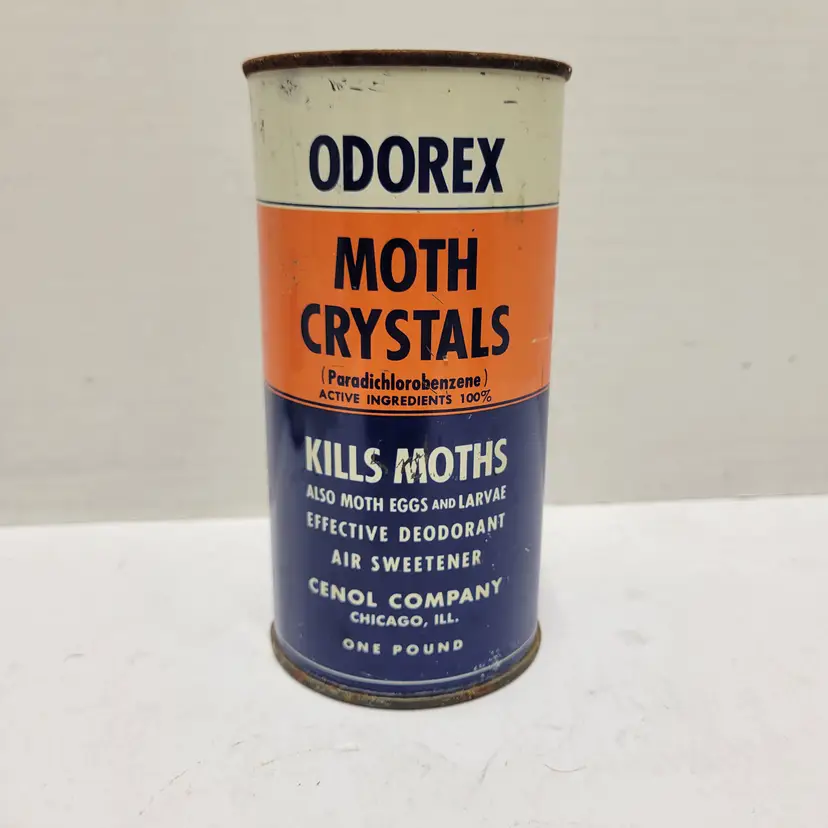 ODOREX
MOTH
CRYSTALS
(Paradichlorobenzene)
ACTIVE INGREDIENTS 100%
KILLS MOTHS
ALSO MOTH EGGS AND LARVAE
EFFECTIVE DEODORANT
AIR SWEETENER
CENOL COMPANY
CHICAGO, ILL.
ONE POUND